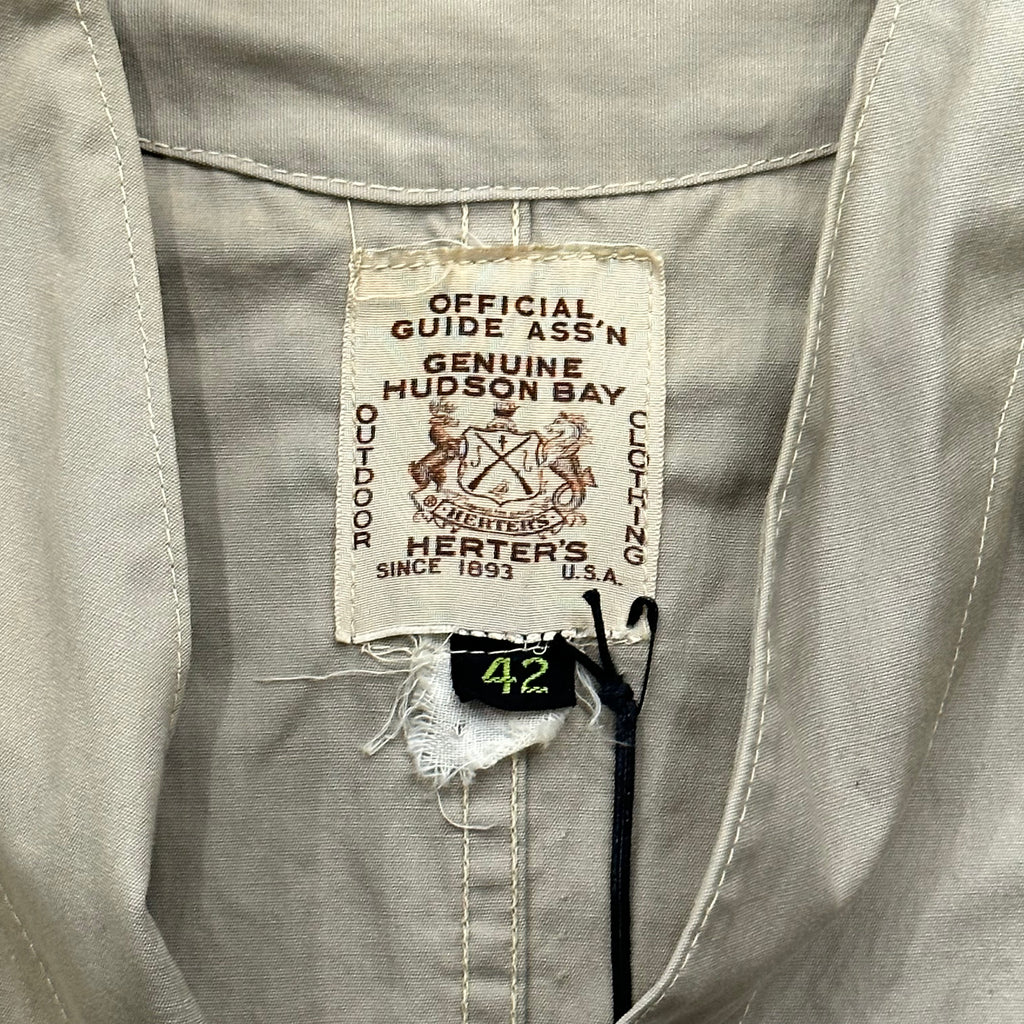 OFFICIAL
GUIDE ASS'N
GENUINE
HUDSON BAY
OUTDOOR
CLOTHING
® HERTER'S
HERTER'S
SINCE 1893 U.S.A.
42